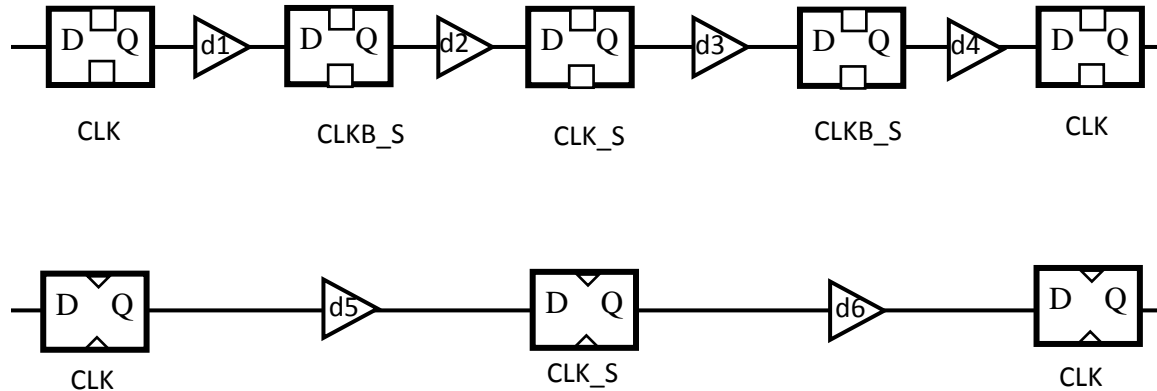 D Q d1 D Q d2 D Q d3 D Q d4 D Q
CLK CLKB_S CLK_S CLKB_S CLK
D Q d5 D Q d6 D Q
CLK CLK_S CLK